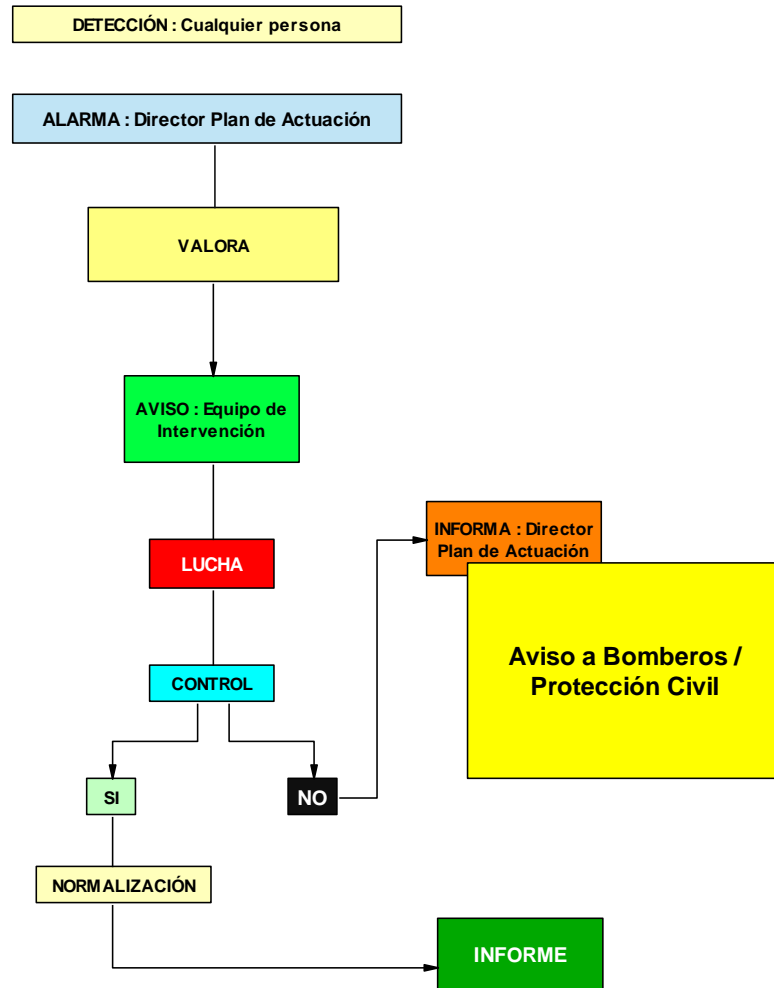 DETECCIÓN : Cualquier persona
ALARMA : Director Plan de Actuación
VALORA
AVISO : Equipo de
Intervención
INFORMA : Director
Plan de Actuación
LUCHA
Aviso a Bomberos /
Protección Civil
CONTROL
SI
NO
NORMALIZACIÓN
INFORME